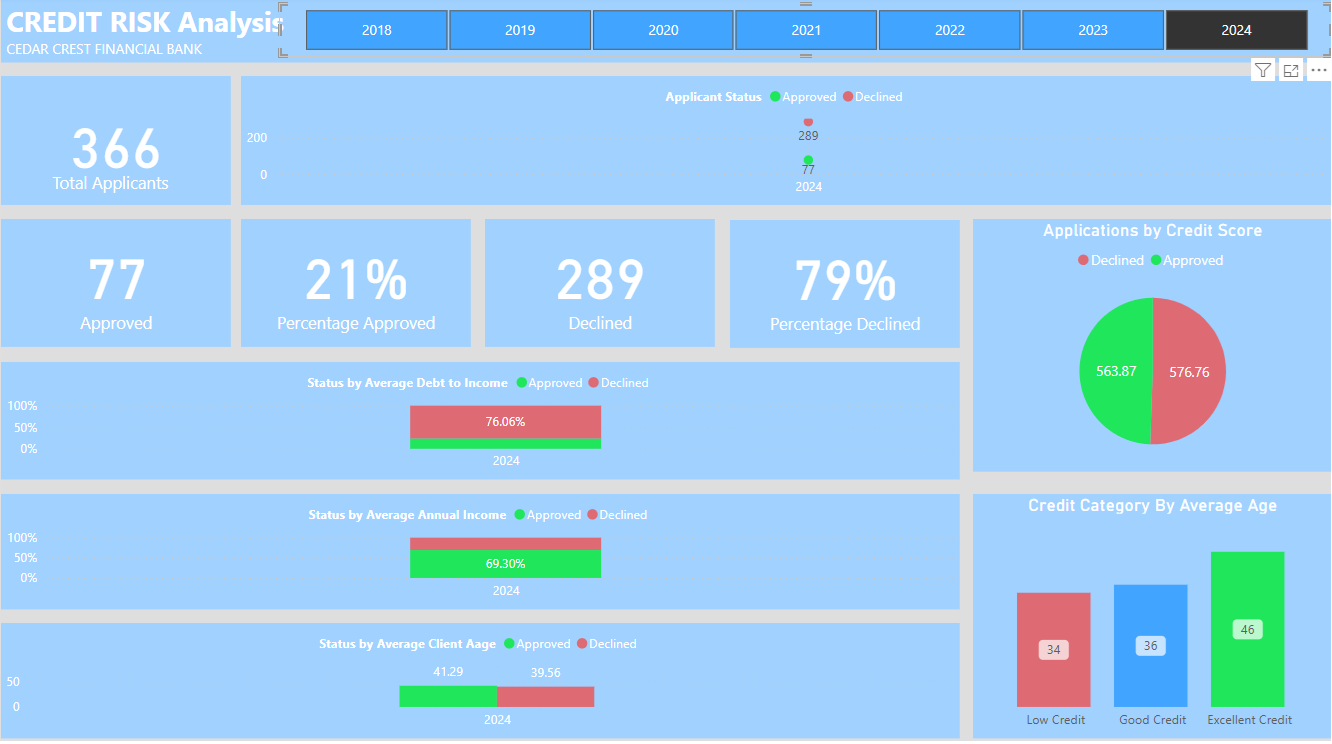 CREDIT RISK Analysis
CEDAR CREST FINANCIAL BANK
2018 2019 2020 2021 2022 2023 2024
366
Total Applicants
Applicant Status Approved Declined
200
0
289
77
2024
77
Approved
21%
Percentage Approved
289
Declined
79%
Percentage Declined
Applications by Credit Score
Declined Approved
563.87 576.76
Status by Average Debt to Income Approved Declined
100%
50%
0%
76.06%
2024
Status by Average Annual Income Approved Declined
100%
50%
0%
69.30%
2024
Status by Average Client Aage Approved Declined
50
0
41.29 39.56
2024
Credit Category By Average Age
34 36 46
Low Credit Good Credit Excellent Credit